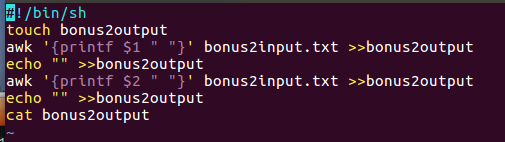 #!/bin/sh
touch bonus2output
awk '{printf $1 " "}' bonus2input.txt >>bonus2output
echo "" >>bonus2output
awk '{printf $2 " "}' bonus2input.txt >>bonus2output
echo "" >>bonus2output
cat bonus2output
~